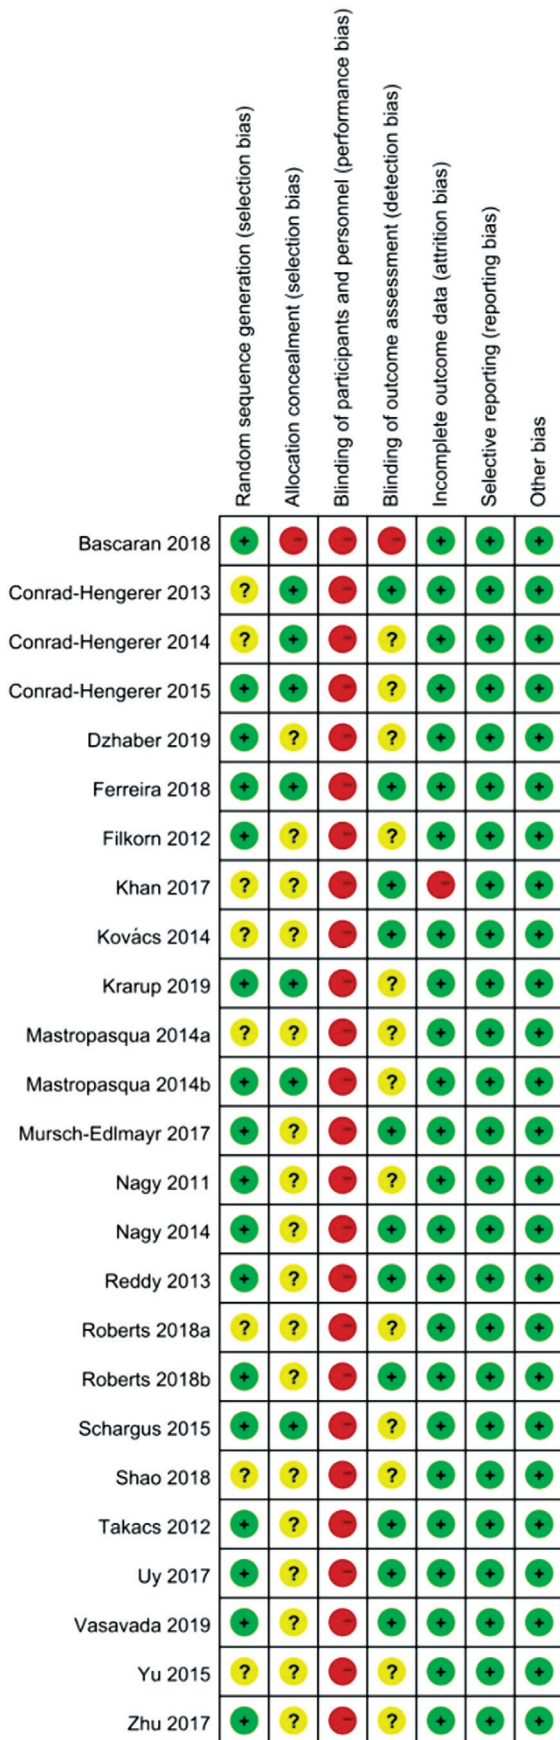 Random sequence generation (selection bias)
Allocation concealment (selection bias)
Blinding of participants and personnel (performance bias)
Blinding of outcome assessment (detection bias)
Incomplete outcome data (attrition bias)
Selective reporting (reporting bias)
Other bias
Bascaran 2018 + - - - + + +
Conrad-Hengerer 2013 ? + - + + + +
Conrad-Hengerer 2014 ? + - ? + + +
Conrad-Hengerer 2015 + + - ? + + +
Dzhaber 2019 + ? - ? + + +
Ferreira 2018 + + - + + + +
Filkorn 2012 + ? - ? + + +
Khan 2017 ? ? - + - + +
Kovács 2014 ? ? - + + + +
Krarup 2019 + + - ? + + +
Mastropasqua 2014a ? ? - ? + + +
Mastropasqua 2014b + + - ? + + +
Mursch-Edlmayr 2017 + ? - + + + +
Nagy 2011 + ? - ? + + +
Nagy 2014 + ? - + + + +
Reddy 2013 + ? - + + + +
Roberts 2018a ? ? - ? + + +
Roberts 2018b + ? - + + + +
Schargus 2015 + + - ? + + +
Shao 2018 ? ? - ? + + +
Takacs 2012 + ? - + + + +
Uy 2017 + ? - + + + +
Vasavada 2019 + ? - + + + +
Yu 2015 ? ? - ? + + +
Zhu 2017 + ? - ? + + +